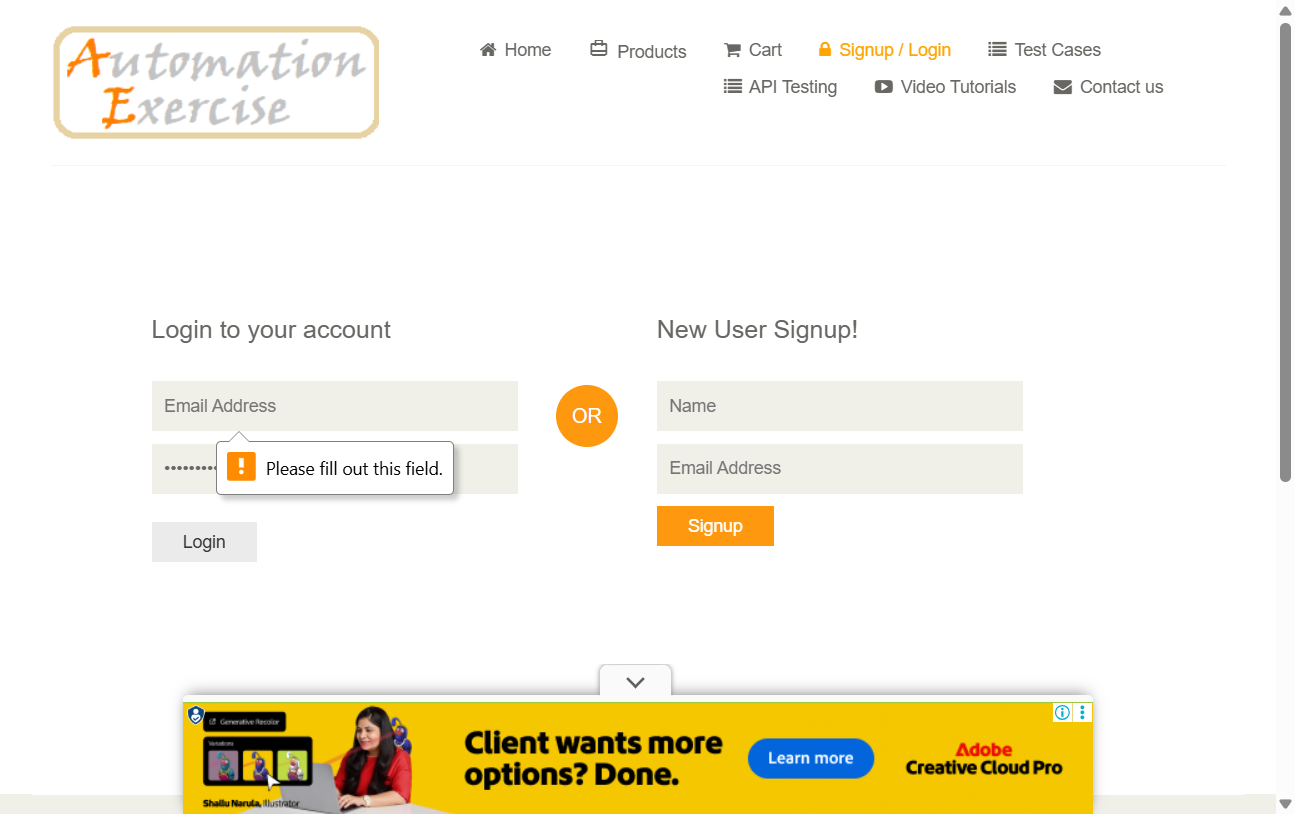 Automation
Exercise
Home
Products
Cart
Signup / Login
Test Cases
API Testing
Video Tutorials
Contact us
Login to your account
New User Signup!
Email Address
OR
Name
Please fill out this field.
Email Address
Login
Signup
Generative Recolor
Variations
Client wants more
options? Done.
Learn more
Adobe
Creative Cloud Pro
Shallu Narula, Illustrator